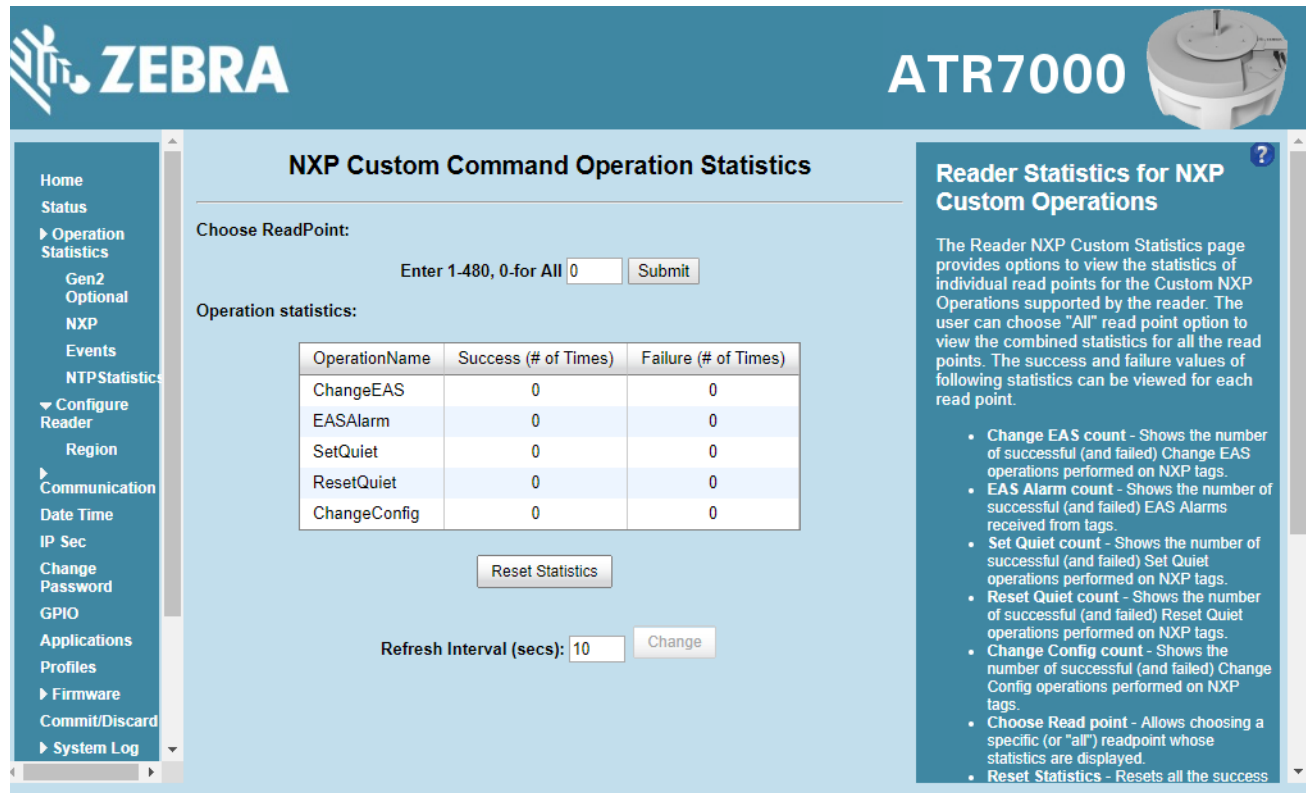 ZEBRA
ATR7000
Home
Status
Operation
Statistics
Gen2
Optional
NXP
Events
NTPStatistics
Configure
Reader
Region
Communication
Date Time
IP Sec
Change
Password
GPIO
Applications
Profiles
Firmware
Commit/Discard
System Log
NXP Custom Command Operation Statistics
Choose ReadPoint:
Enter 1-480, 0-for All 0 Submit
Operation statistics:
OperationName Success (# of Times) Failure (# of Times)
ChangeEAS 0 0
EASAlarm 0 0
SetQuiet 0 0
ResetQuiet 0 0
ChangeConfig 0 0
Reset Statistics
Refresh Interval (secs): 10 Change
?
Reader Statistics for NXP
Custom Operations
The Reader NXP Custom Statistics page
provides options to view the statistics of
individual read points for the Custom NXP
Operations supported by the reader. The
user can choose "All" read point option to
view the combined statistics for all the read
points. The success and failure values of
following statistics can be viewed for each
read point.
• Change EAS count - Shows the number
of successful (and failed) Change EAS
operations performed on NXP tags.
• EAS Alarm count - Shows the number of
successful (and failed) EAS Alarms
received from tags.
• Set Quiet count - Shows the number of
successful (and failed) Set Quiet
operations performed on NXP tags.
• Reset Quiet count - Shows the number
of successful (and failed) Reset Quiet
operations performed on NXP tags.
• Change Config count - Shows the
number of successful (and failed) Change
Config operations performed on NXP
tags.
• Choose Read point - Allows choosing a
specific (or "all") readpoint whose
statistics are displayed.
• Reset Statistics - Resets all the success